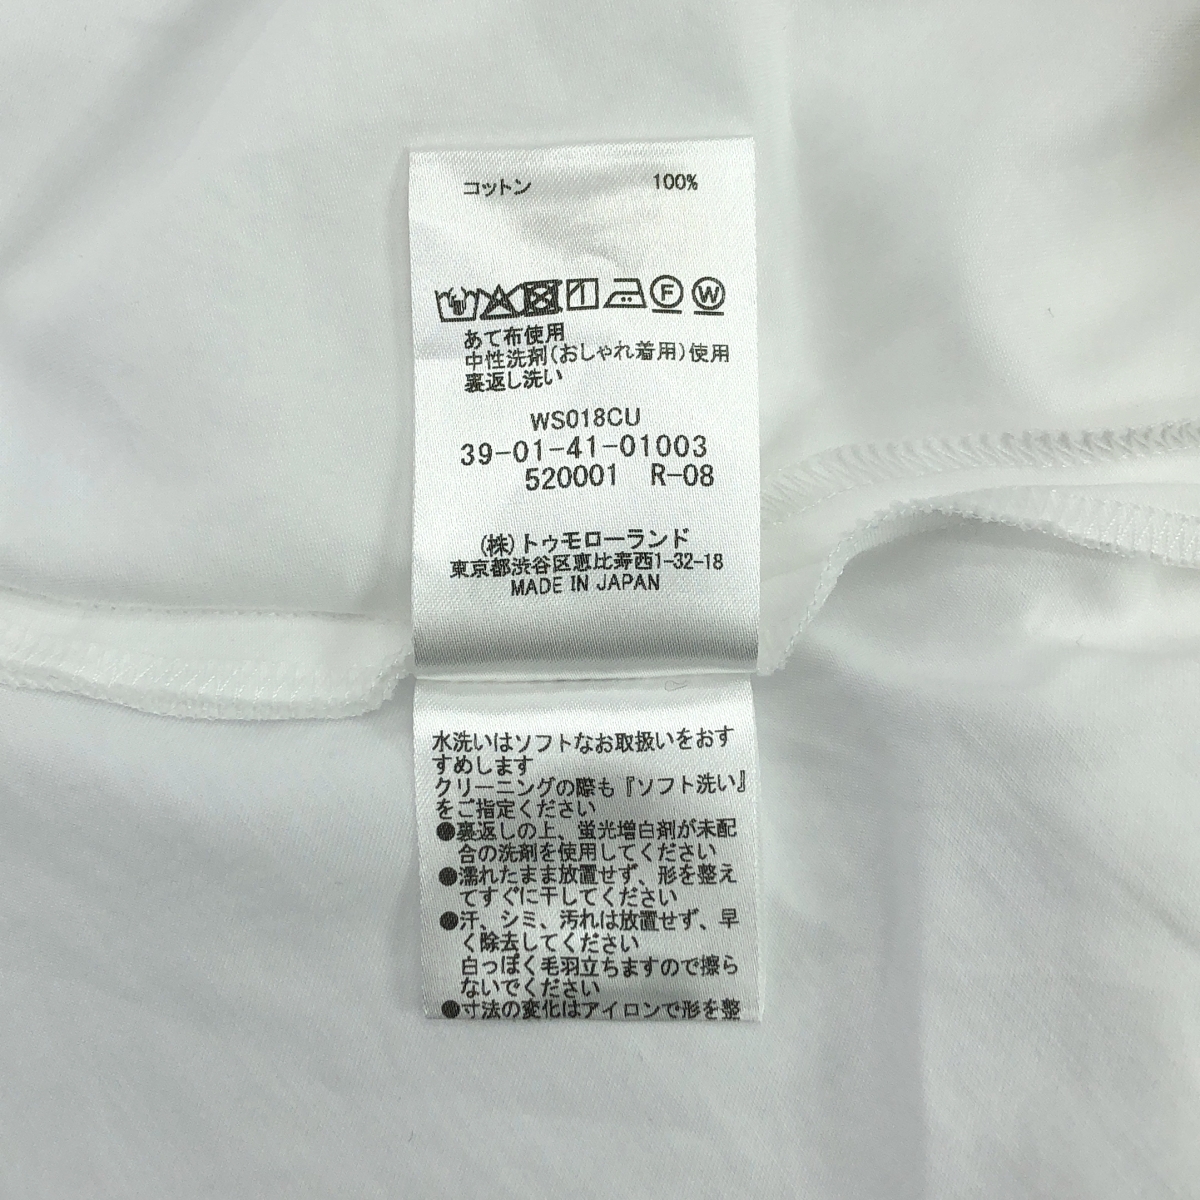 コットン 100%
F W
あて布使用
中性洗剤(おしゃれ着用)使用
裏返し洗い
WS018CU
39-01-41-01003
520001 R-08
(株)トゥモローランド
東京都渋谷区恵比寿西1-32-18
MADE IN JAPAN
水洗いはソフトなお取扱いをおす
すめします
クリーニングの際も『ソフト洗い』
をご指定ください
●裏返しの上、蛍光増白剤が未配
合の洗剤を使用してください
●濡れたまま放置せず、形を整え
てすぐに干してください
●汗、シミ、汚れは放置せず、早
く除去してください
白っぽく毛羽立ちますので擦ら
ないでください
●寸法の変化はアイロンで形を整